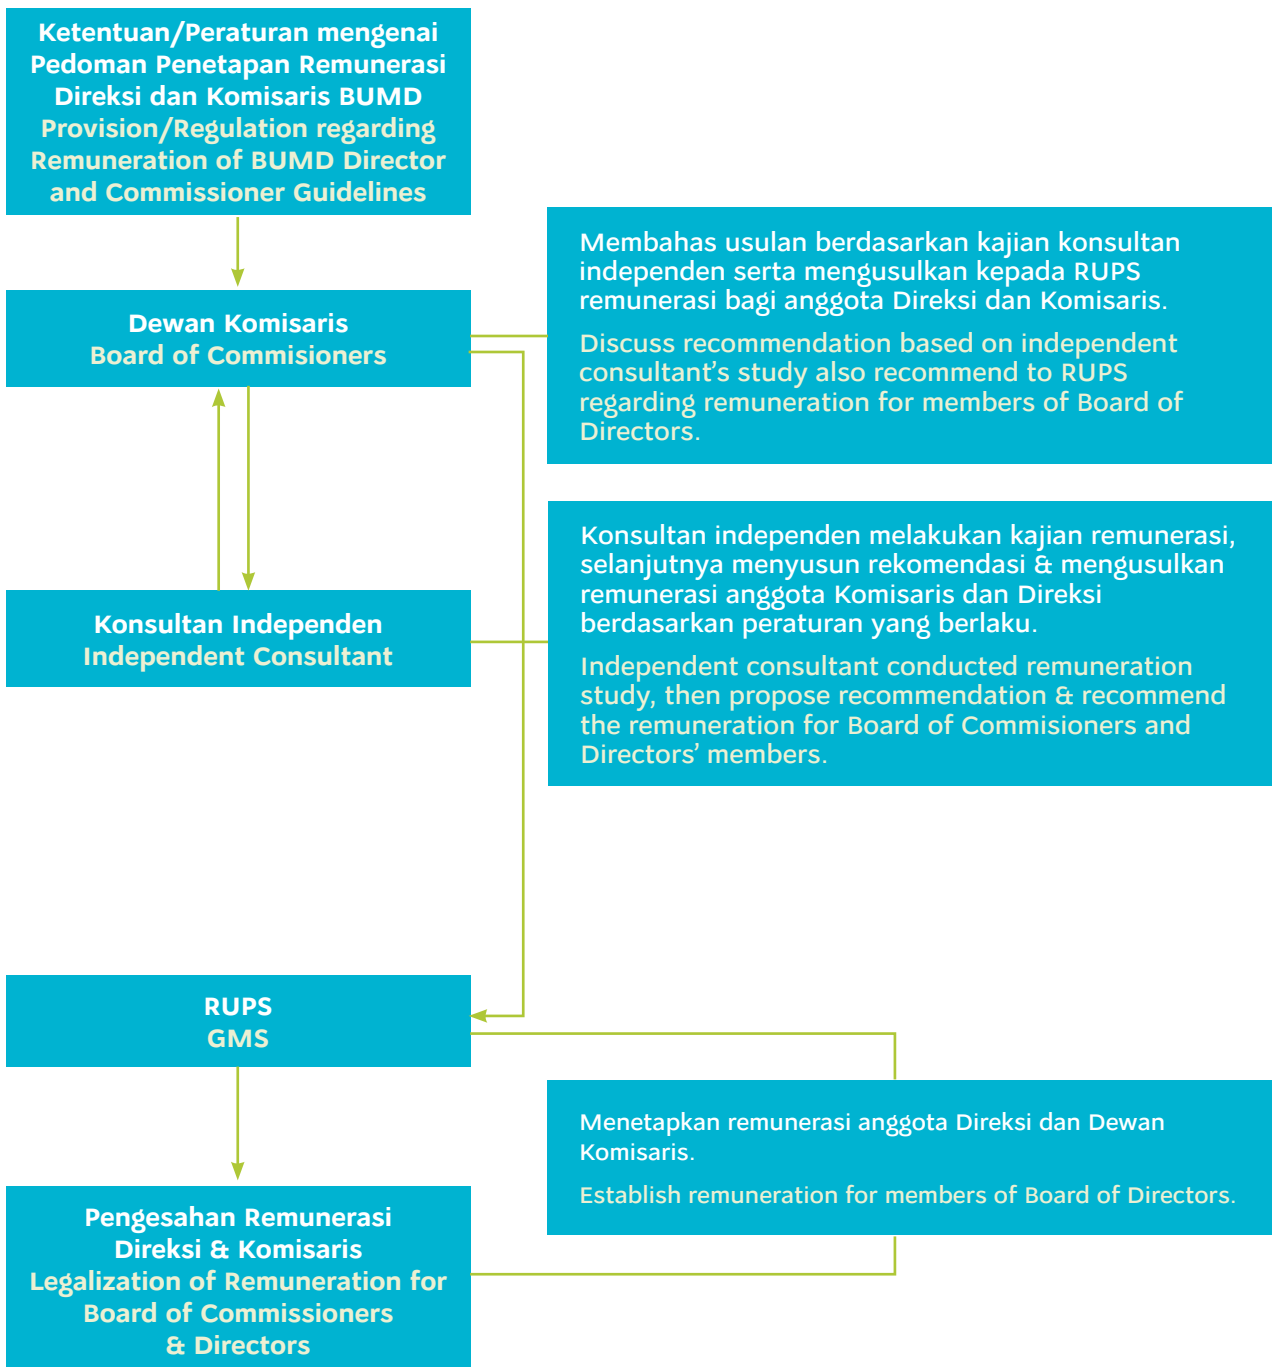 Ketentuan/Peraturan mengenai
Pedoman Penetapan Remunerasi
Direksi dan Komisaris BUMD
Provision/Regulation regarding
Remuneration of BUMD Director
and Commissioner Guidelines
Membahas usulan berdasarkan kajian konsultan
independen serta mengusulkan kepada RUPS
remunerasi bagi anggota Direksi dan Komisaris.
Discuss recommendation based on independent
consultant’s study also recommend to RUPS
regarding remuneration for members of Board of
Directors.
Dewan Komisaris
Board of Commisioners
Konsultan independen melakukan kajian remunerasi,
selanjutnya menyusun rekomendasi & mengusulkan
remunerasi anggota Komisaris dan Direksi
berdasarkan peraturan yang berlaku.
Independent consultant conducted remuneration
study, then propose recommendation & recommend
the remuneration for Board of Commisioners and
Directors’ members.
Konsultan Independen
Independent Consultant
RUPS
GMS
Menetapkan remunerasi anggota Direksi dan Dewan
Komisaris.
Establish remuneration for members of Board of Directors.
Pengesahan Remunerasi
Direksi & Komisaris
Legalization of Remuneration for
Board of Commissioners
& Directors